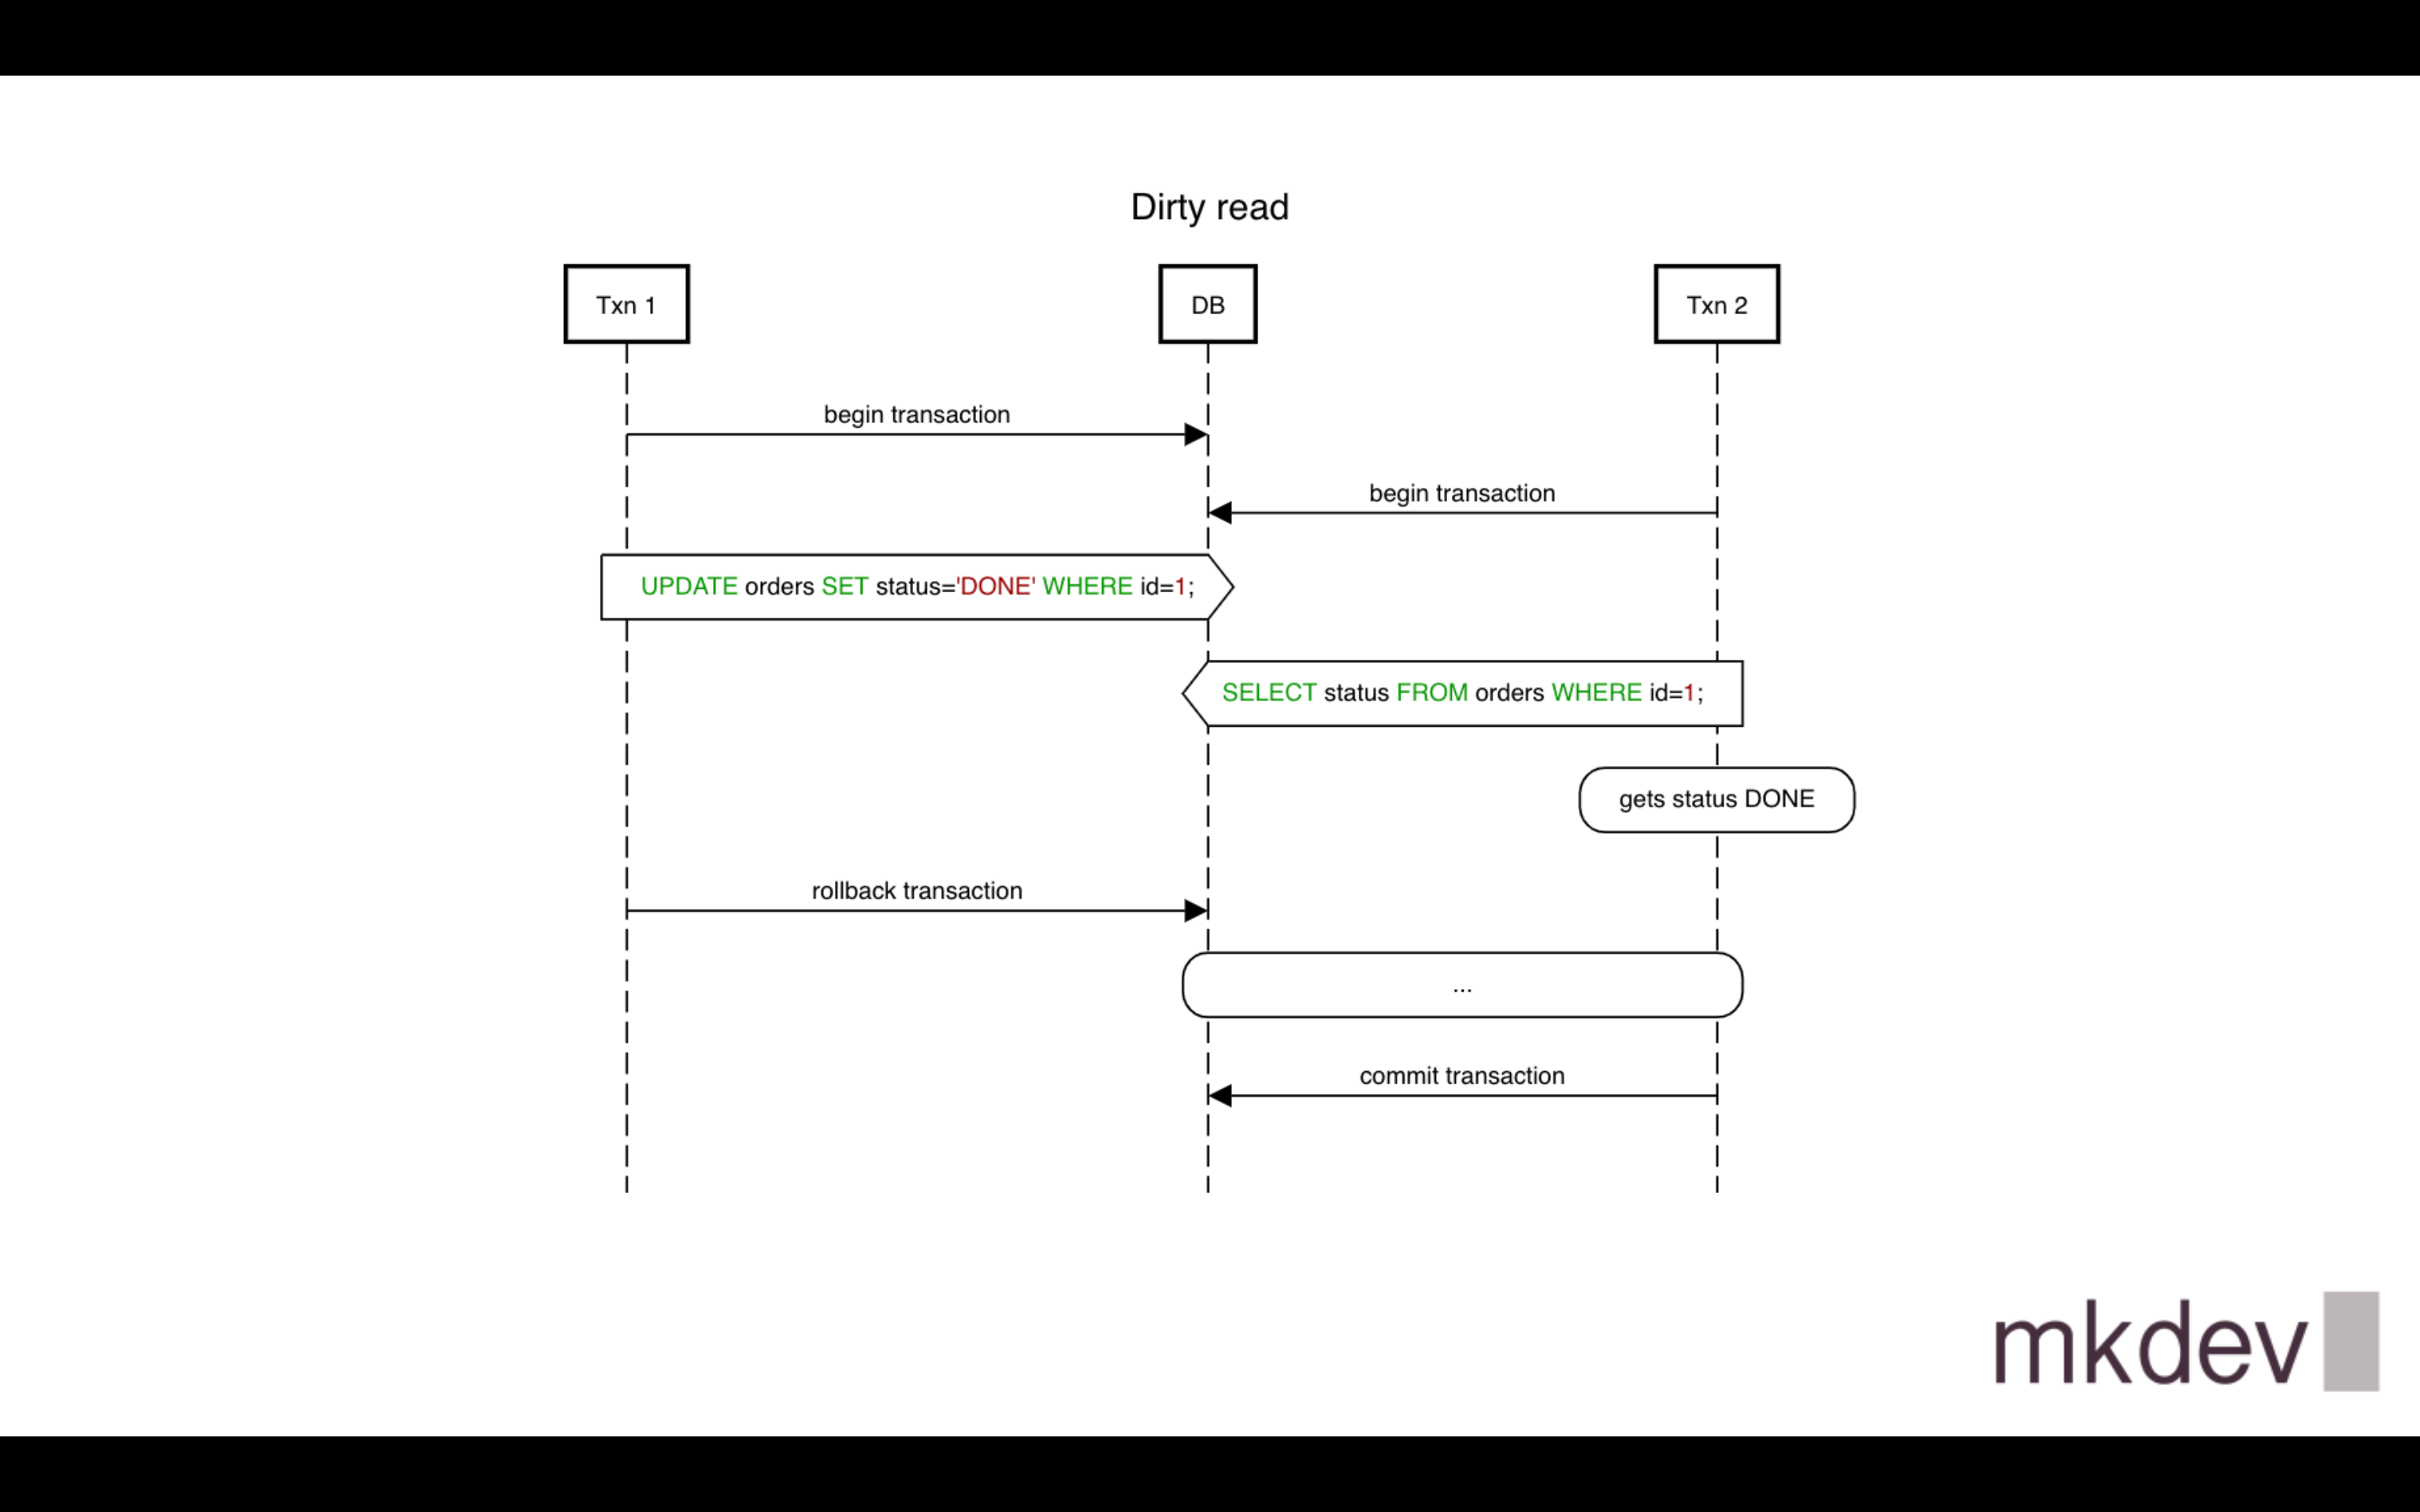 Dirty read
Txn 1
DB
Txn 2
begin transaction
begin transaction
UPDATE orders SET status='DONE' WHERE id=1;
SELECT status FROM orders WHERE id=1;
gets status DONE
rollback transaction
...
commit transaction
mkdev